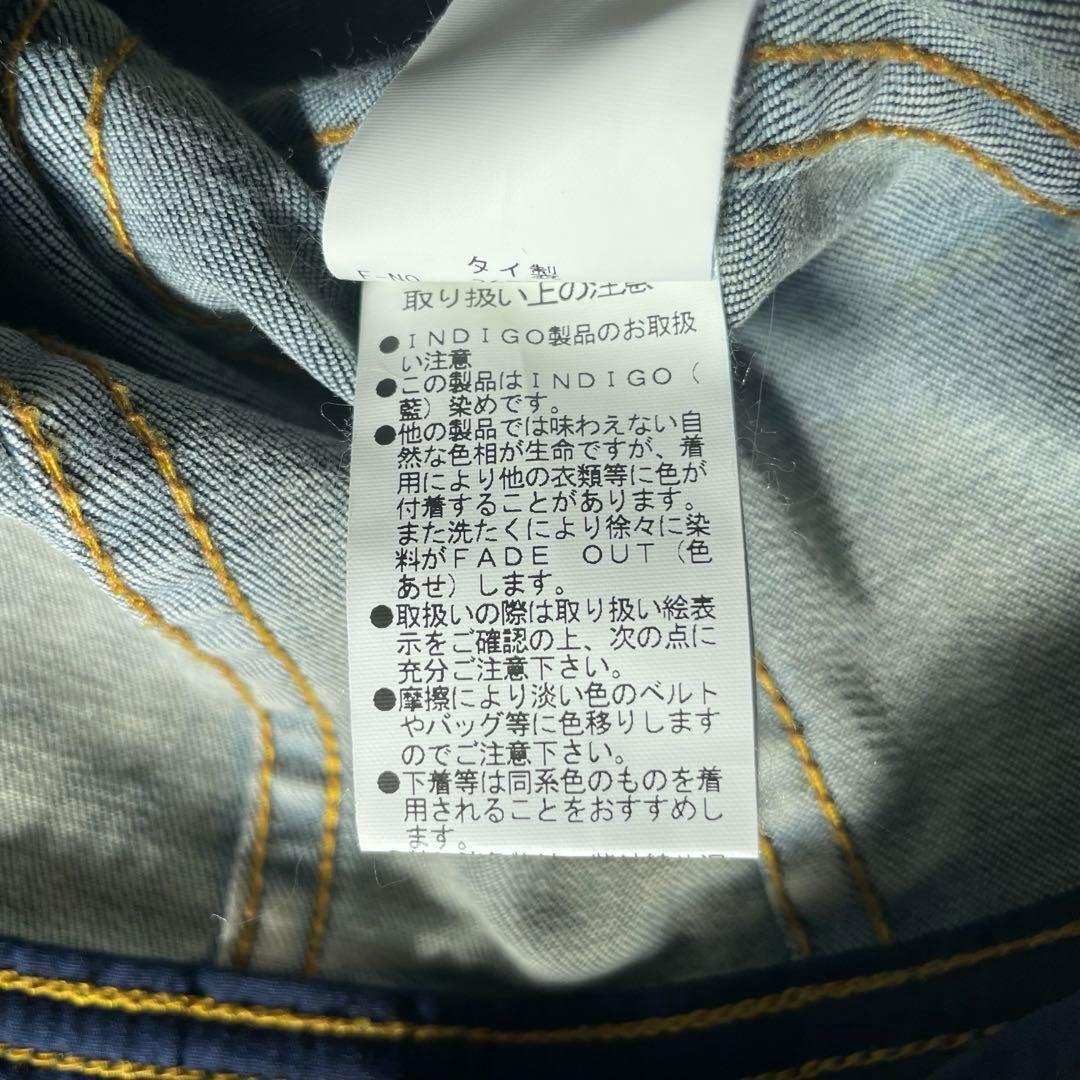 タイ製
取り扱い上の注意
●INDIGO製品のお取扱
い注意
●この製品はINDIGO(
藍)染めです。
●他の製品では味わえない自
然な色相が生命ですが、着
用により他の衣類等に色が
付着することがあります。
また洗たくにより徐々に染
料がFADE OUT(色
あせ)します。
●取扱いの際は取り扱い絵表
示をご確認の上、次の点に
充分ご注意下さい。
●摩擦により淡い色のベルト
やバッグ等に色移りします
のでご注意下さい。
●下着等は同系色のものを着
用されることをおすすめし
ます。